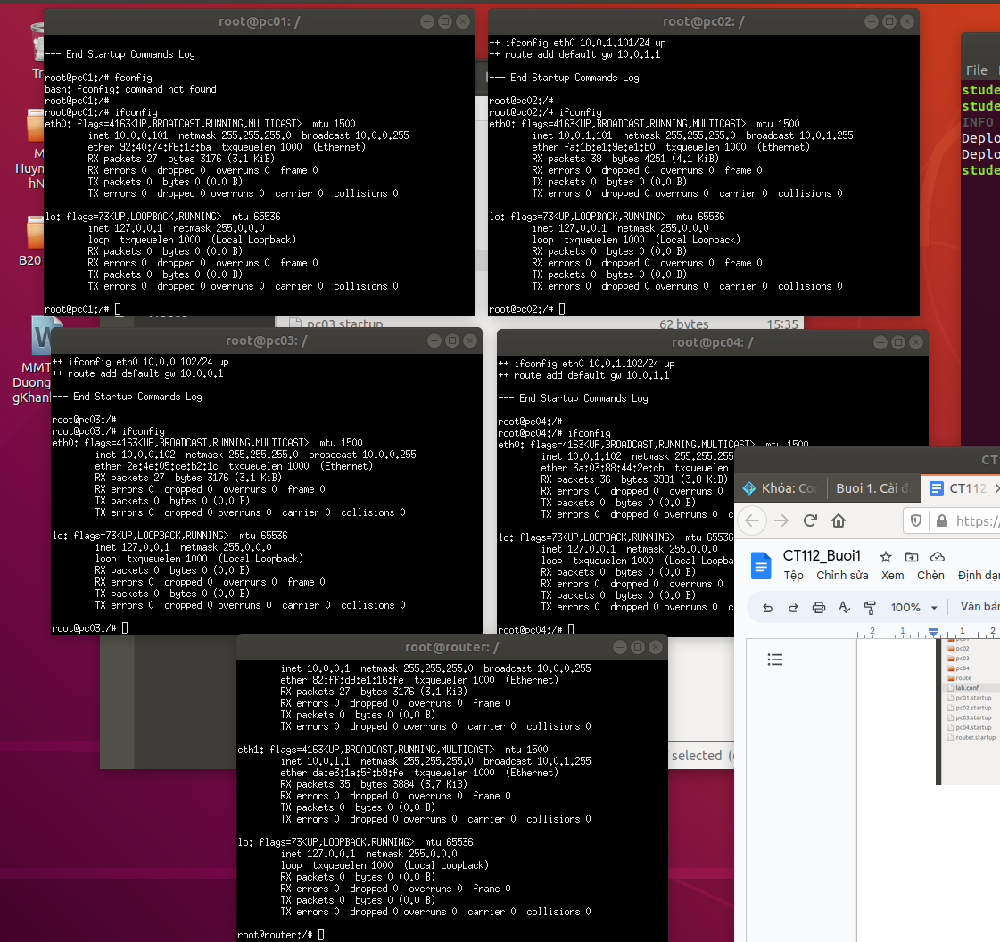 root@pc01: /
--- End Startup Commands Log
root@pc01:/# fconfig
bash: fconfig: command not found
root@pc01:/#
root@pc01:/# ifconfig
eth0: flags=4163<UP,BROADCAST,RUNNING,MULTICAST>  mtu 1500
inet 10.0.0.101  netmask 255.255.255.0  broadcast 10.0.0.255
ether 92:40:74:f6:13:ba  txqueuelen 1000  (Ethernet)
RX packets 27  bytes 3176 (3.1 KiB)
RX errors 0  dropped 0  overruns 0  frame 0
TX packets 0  bytes 0 (0.0 B)
TX errors 0  dropped 0 overruns 0  carrier 0  collisions 0
lo: flags=73<UP,LOOPBACK,RUNNING>  mtu 65536
inet 127.0.0.1  netmask 255.0.0.0
loop  txqueuelen 1000  (Local Loopback)
RX packets 0  bytes 0 (0.0 B)
RX errors 0  dropped 0  overruns 0  frame 0
TX packets 0  bytes 0 (0.0 B)
TX errors 0  dropped 0 overruns 0  carrier 0  collisions 0
root@pc01:/#
root@pc02: /
++ ifconfig eth0 10.0.1.101/24 up
++ route add default gw 10.0.1.1
--- End Startup Commands Log
root@pc02:/#
root@pc02:/# ifconfig
eth0: flags=4163<UP,BROADCAST,RUNNING,MULTICAST>  mtu 1500
inet 10.0.1.101  netmask 255.255.255.0  broadcast 10.0.1.255
ether fa:1b:e1:9e:e1:b0  txqueuelen 1000  (Ethernet)
RX packets 38  bytes 4251 (4.1 KiB)
RX errors 0  dropped 0  overruns 0  frame 0
TX packets 0  bytes 0 (0.0 B)
TX errors 0  dropped 0 overruns 0  carrier 0  collisions 0
lo: flags=73<UP,LOOPBACK,RUNNING>  mtu 65536
inet 127.0.0.1  netmask 255.0.0.0
loop  txqueuelen 1000  (Local Loopback)
RX packets 0  bytes 0 (0.0 B)
RX errors 0  dropped 0  overruns 0  frame 0
TX packets 0  bytes 0 (0.0 B)
TX errors 0  dropped 0 overruns 0  carrier 0  collisions 0
root@pc02:/#
File
stude
stude
INFO
Deplo
Deplo
stude
Tr
M
Huyn
hN
B20
MMT
Duong
gKhanh
pc03.startup
62 bytes
15:35
root@pc03: /
++ ifconfig eth0 10.0.0.102/24 up
++ route add default gw 10.0.0.1
--- End Startup Commands Log
root@pc03:/#
root@pc03:/# ifconfig
eth0: flags=4163<UP,BROADCAST,RUNNING,MULTICAST>  mtu 1500
inet 10.0.0.102  netmask 255.255.255.0  broadcast 10.0.0.255
ether 2e:4e:05:ce:b2:1c  txqueuelen 1000  (Ethernet)
RX packets 27  bytes 3176 (3.1 KiB)
RX errors 0  dropped 0  overruns 0  frame 0
TX packets 0  bytes 0 (0.0 B)
TX errors 0  dropped 0 overruns 0  carrier 0  collisions 0
lo: flags=73<UP,LOOPBACK,RUNNING>  mtu 65536
inet 127.0.0.1  netmask 255.0.0.0
loop  txqueuelen 1000  (Local Loopback)
RX packets 0  bytes 0 (0.0 B)
RX errors 0  dropped 0  overruns 0  frame 0
TX packets 0  bytes 0 (0.0 B)
TX errors 0  dropped 0 overruns 0  carrier 0  collisions 0
root@pc03:/#
root@pc04: /
++ ifconfig eth0 10.0.1.102/24 up
++ route add default gw 10.0.1.1
--- End Startup Commands Log
root@pc04:/#
root@pc04:/# ifconfig
eth0: flags=4163<UP,BROADCAST,RUNNING,MULTICAST>  mtu 1500
inet 10.0.1.102  netmask 255.255.255
ether 3a:03:88:44:2e:cb  txqueuelen
RX packets 36  bytes 3991 (3.8 KiB)
RX errors 0  dropped 0  overruns 0
TX packets 0  bytes 0 (0.0 B)
TX errors 0  dropped 0 overruns 0  c
lo: flags=73<UP,LOOPBACK,RUNNING>  mtu 65536
inet 127.0.0.1  netmask 255.0.0.0
loop  txqueuelen 1000  (Local Loopba
RX packets 0  bytes 0 (0.0 B)
RX errors 0  dropped 0  overruns 0
TX packets 0  bytes 0 (0.0 B)
TX errors 0  dropped 0 overruns 0  c
root@pc04:/#
root@router: /
inet 10.0.0.1  netmask 255.255.255.0  broadcast 10.0.0.255
ether 82:ff:d9:e1:16:fe  txqueuelen 1000  (Ethernet)
RX packets 27  bytes 3176 (3.1 KiB)
RX errors 0  dropped 0  overruns 0  frame 0
TX packets 0  bytes 0 (0.0 B)
TX errors 0  dropped 0 overruns 0  carrier 0  collisions 0
eth1: flags=4163<UP,BROADCAST,RUNNING,MULTICAST>  mtu 1500
inet 10.0.1.1  netmask 255.255.255.0  broadcast 10.0.1.255
ether da:e3:1a:5f:b9:fe  txqueuelen 1000  (Ethernet)
RX packets 35  bytes 3884 (3.7 KiB)
RX errors 0  dropped 0  overruns 0  frame 0
TX packets 0  bytes 0 (0.0 B)
TX errors 0  dropped 0 overruns 0  carrier 0  collisions 0
lo: flags=73<UP,LOOPBACK,RUNNING>  mtu 65536
inet 127.0.0.1  netmask 255.0.0.0
loop  txqueuelen 1000  (Local Loopback)
RX packets 0  bytes 0 (0.0 B)
RX errors 0  dropped 0  overruns 0  frame 0
TX packets 0  bytes 0 (0.0 B)
TX errors 0  dropped 0 overruns 0  carrier 0  collisions 0
root@router:/#
selected
CT1
Khóa: Con
Buoi 1. Cài đ
CT112_
https:/
CT112_Buoi1
Tệp Chỉnh sửa Xem Chèn Định dạ
100%
Văn bản
2 1 1 2
pc01
pc02
pc03
pc04
route
lab.conf
pc01.startup
pc02.startup
pc03.startup
pc04.startup
router.startup